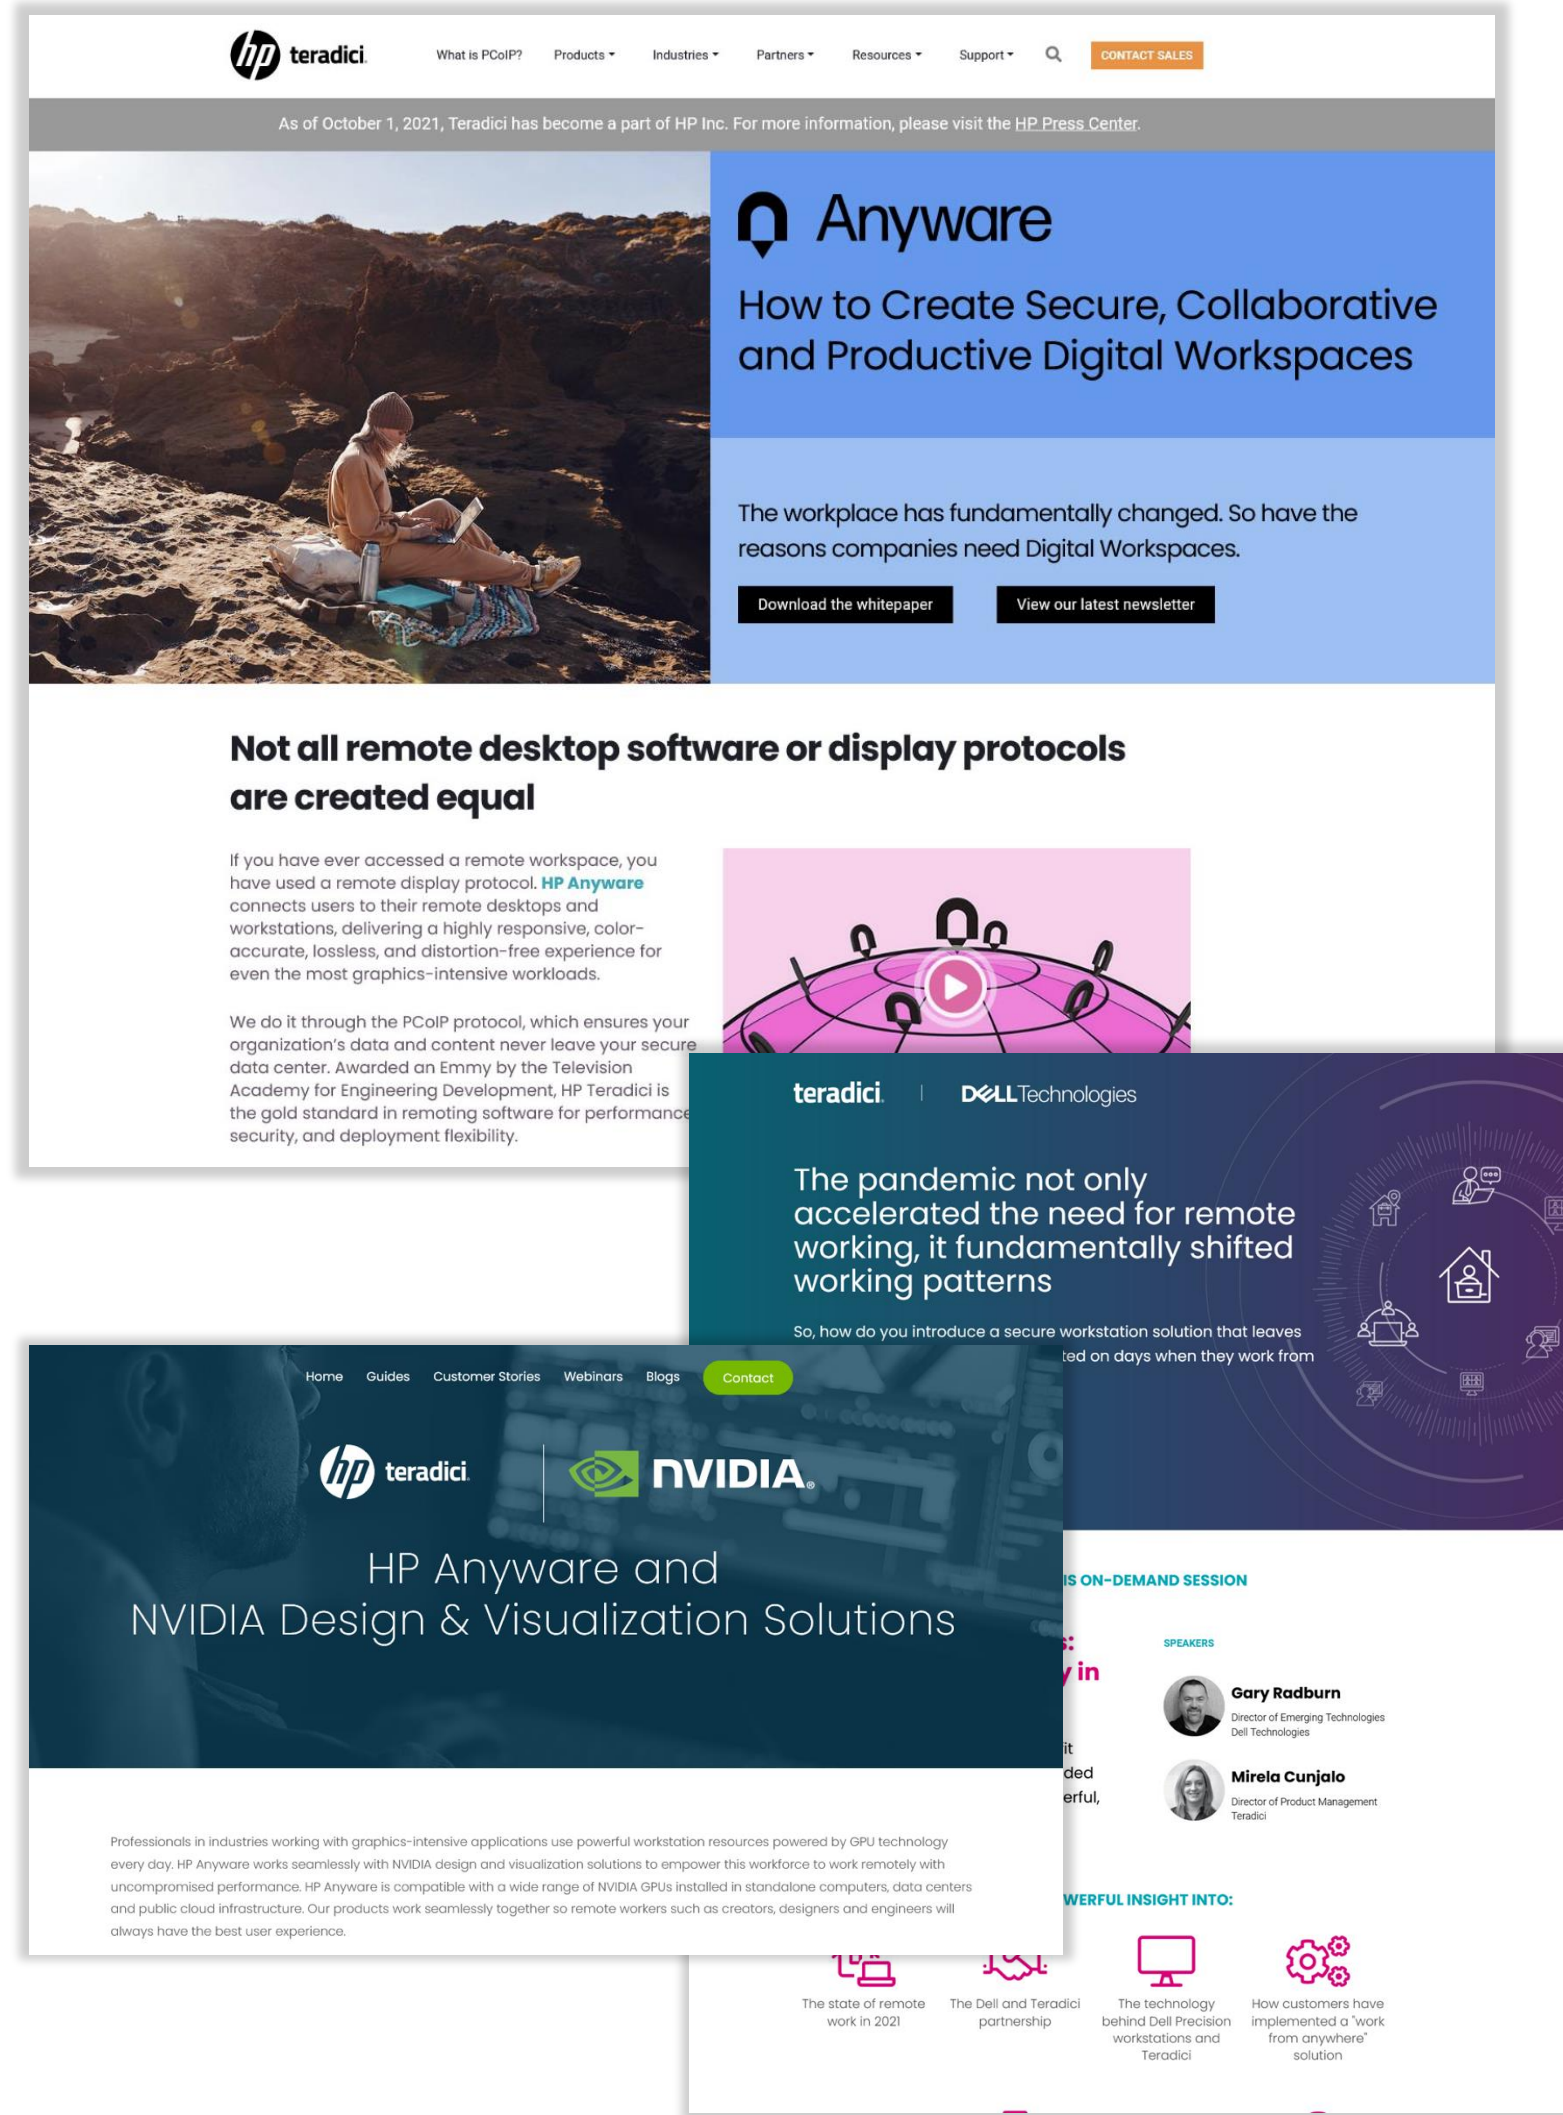 hp teradici.
What is PCoIP? Products Industries Partners Resources Support CONTACT SALES
As of October 1, 2021, Teradici has become a part of HP Inc. For more information, please visit the HP Press Center.
Anyware
How to Create Secure, Collaborative
and Productive Digital Workspaces
The workplace has fundamentally changed. So have the
reasons companies need Digital Workspaces.
Download the whitepaper
View our latest newsletter
Not all remote desktop software or display protocols
are created equal
If you have ever accessed a remote workspace, you
have used a remote display protocol. HP Anyware
connects users to their remote desktops and
workstations, delivering a highly responsive, color-
accurate, lossless, and distortion-free experience for
even the most graphics-intensive workloads.
We do it through the PCoIP protocol, which ensures your
organization's data and content never leave your secure
data center. Awarded an Emmy by the Television
Academy for Engineering Development, HP Teradici is
the gold standard in remoting software for performance
security, and deployment flexibility.
teradici. | DELL Technologies
The pandemic not only
accelerated the need for remote
working, it fundamentally shifted
working patterns
So, how do you introduce a secure workstation solution that leaves
ted on days when they work from
Home Guides Customer Stories Webinars Blogs Contact
hp teradici.
NVIDIA®
HP Anyware and
NVIDIA Design & Visualization Solutions
Professionals in industries working with graphics-intensive applications use powerful workstation resources powered by GPU technology
every day. HP Anyware works seamlessly with NVIDIA design and visualization solutions to empower this workforce to work remotely with
uncompromised performance. HP Anyware is compatible with a wide range of NVIDIA GPUs installed in standalone computers, data centers
and public cloud infrastructure. Our products work seamlessly together so remote workers such as creators, designers and engineers will
always have the best user experience.
IS ON-DEMAND SESSION
s:
y in
it
ded
erful,
SPEAKERS
Gary Radburn
Director of Emerging Technologies
Dell Technologies
Mirela Cunjalo
Director of Product Management
Teradici
WERFUL INSIGHT INTO:
The state of remote
work in 2021
The Dell and Teradici
partnership
The technology
behind Dell Precision
workstations and
Teradici
How customers have
implemented a "work
from anywhere"
solution